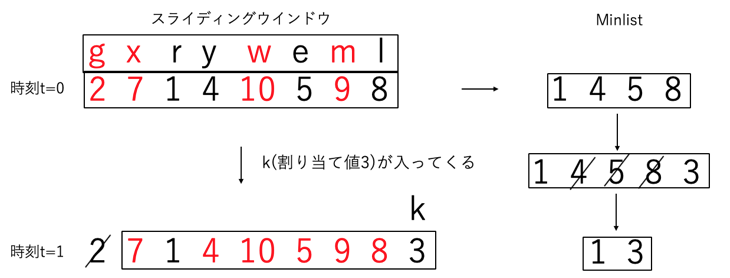 スライディングウインドウ
Minlist
g x r y w e m l
時刻t=0
2 7 1 4 10 5 9 8
1 4 5 8
k(割り当て値3)が入ってくる
1 4 5 8 3
k
時刻t=1
2 7 1 4 10 5 9 8 3
1 3